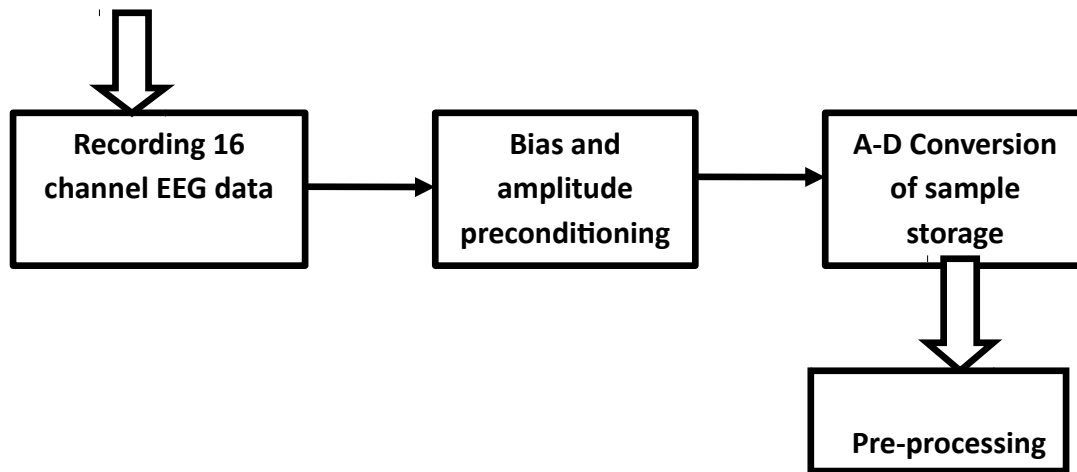 Recording 16
channel EEG data
Bias and
amplitude
preconditioning
A-D Conversion
of sample
storage
Pre-processing